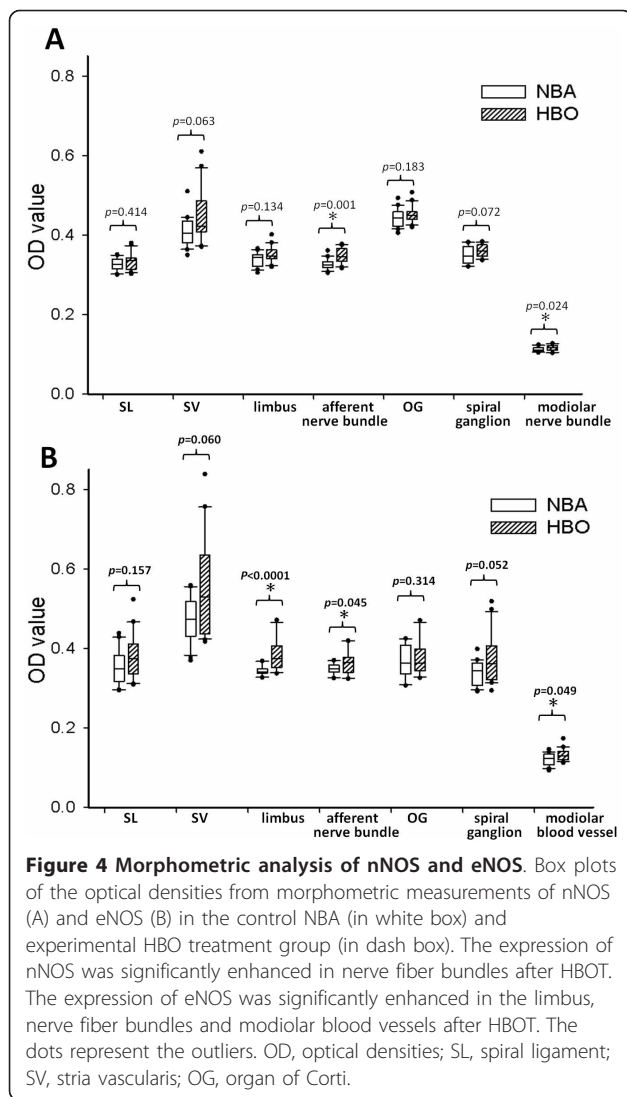 A
0.8
NBA
HBO
p=0.063
0.6
p=0.183
p=0.134
p=0.001
*
p=0.414
p=0.072
OD value
0.4
p=0.024
*
0.2
0.0
SL SV limbus afferent nerve bundle OG spiral ganglion modiolar nerve bundle
B
p=0.060
0.8
NBA
HBO
p=0.157
P<0.0001
*
p=0.045
*
p=0.314
p=0.052
0.6
OD value
0.4
p=0.049
*
0.2
0.0
SL SV limbus afferent nerve bundle OG spiral ganglion modiolar blood vessel
Figure 4 Morphometric analysis of nNOS and eNOS. Box plots
of the optical densities from morphometric measurements of nNOS
(A) and eNOS (B) in the control NBA (in white box) and
experimental HBO treatment group (in dash box). The expression of
nNOS was significantly enhanced in nerve fiber bundles after HBOT.
The expression of eNOS was significantly enhanced in the limbus,
nerve fiber bundles and modiolar blood vessels after HBOT. The
dots represent the outliers. OD, optical densities; SL, spiral ligament;
SV, stria vascularis; OG, organ of Corti.